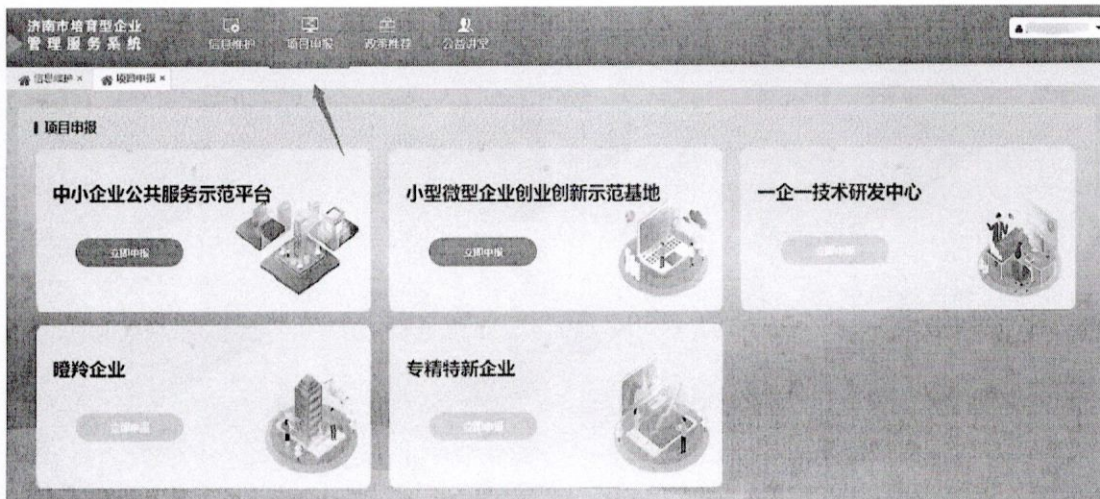 济南市培育型企业
管理服务系统
信息维护
项目申报
政策推荐
公益讲堂
信息维护 ×
项目申报 ×
项目申报
中小企业公共服务示范平台
立即申报
小型微型企业创业创新示范基地
立即申报
一企一技术研发中心
瞪羚企业
立即申报
专精特新企业
立即申报